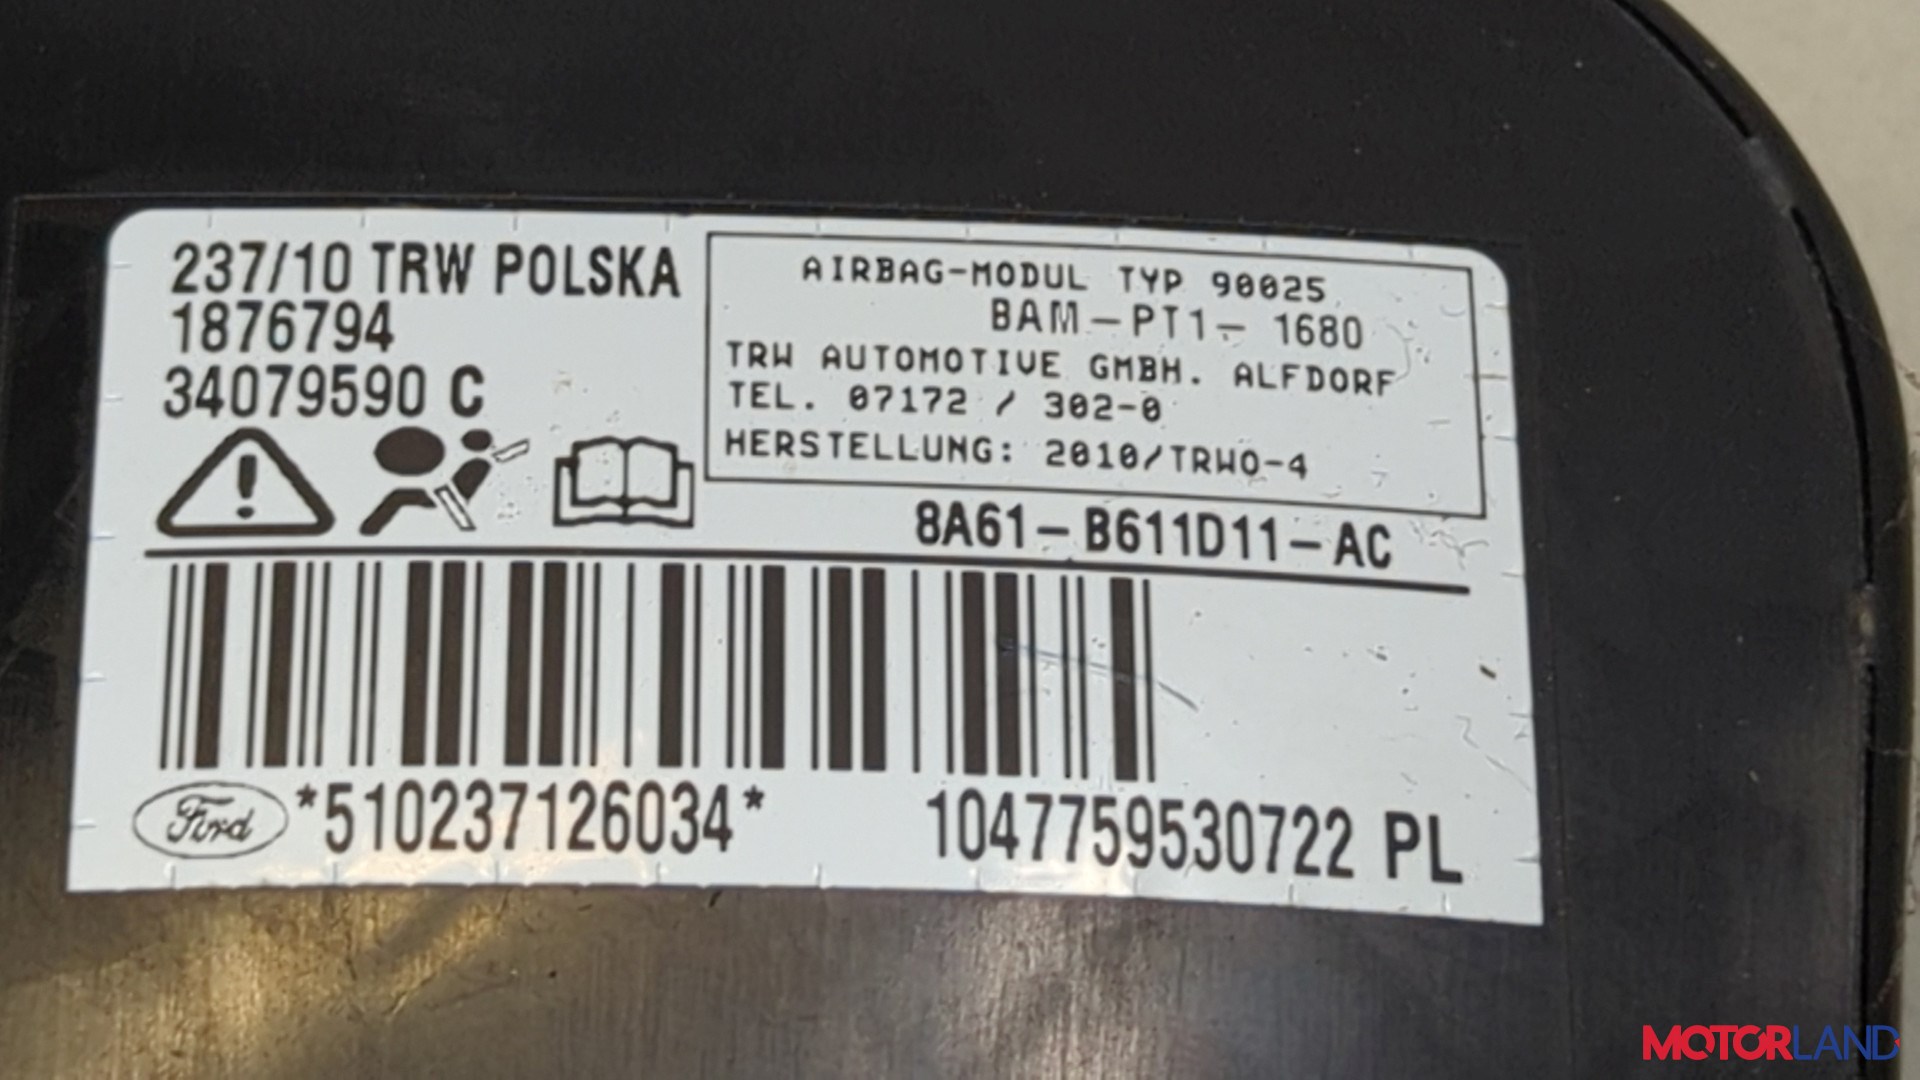 237/10 TRW POLSKA
1876794
34079590 C
AIRBAG-MODUL TYP 90025
BAM-PT1- 1680
TRW AUTOMOTIVE GMBH. ALFDORF
TEL. 07172 / 302-0
HERSTELLUNG: 2010/TRWO-4
8A61-B611D11-AC
Ford *510237126034* 1047759530722 PL
MOTORLAND